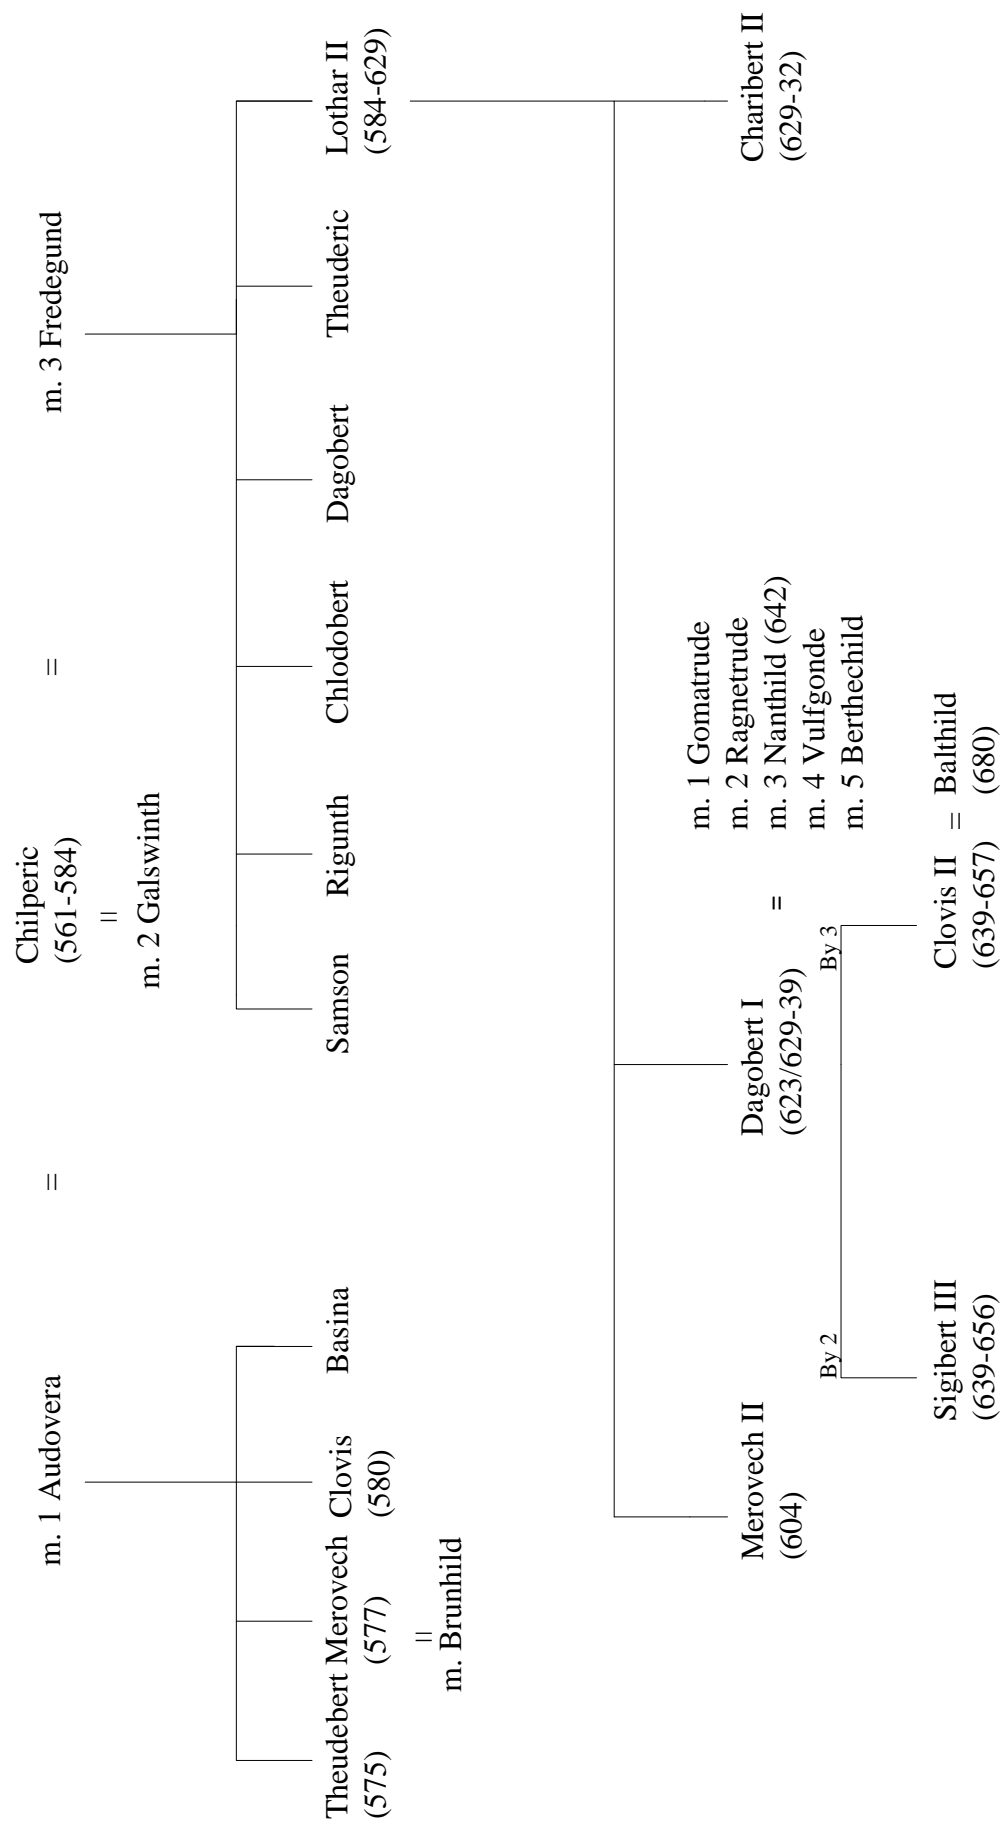 Chilperic
(561-584)
=
m. 2 Galswinth
m. 1 Audovera
=
=
m. 3 Fredegund
Theudebert
(575)
Merovech
(577)
=
m. Brunhild
Clovis
(580)
Basina
Samson
Rigunth
Chlodobert
Dagobert
Theuderic
Lothar II
(584-629)
Merovech II
(604)
Dagobert I
(623/629-39)
=
m. 1 Gomatrude
m. 2 Ragnetrude
m. 3 Nanthild (642)
m. 4 Vulfgonde
m. 5 Berthechild
Charibert II
(629-32)
By 2
By 3
Sigibert III
(639-656)
Clovis II
(639-657)
=
Balthild
(680)